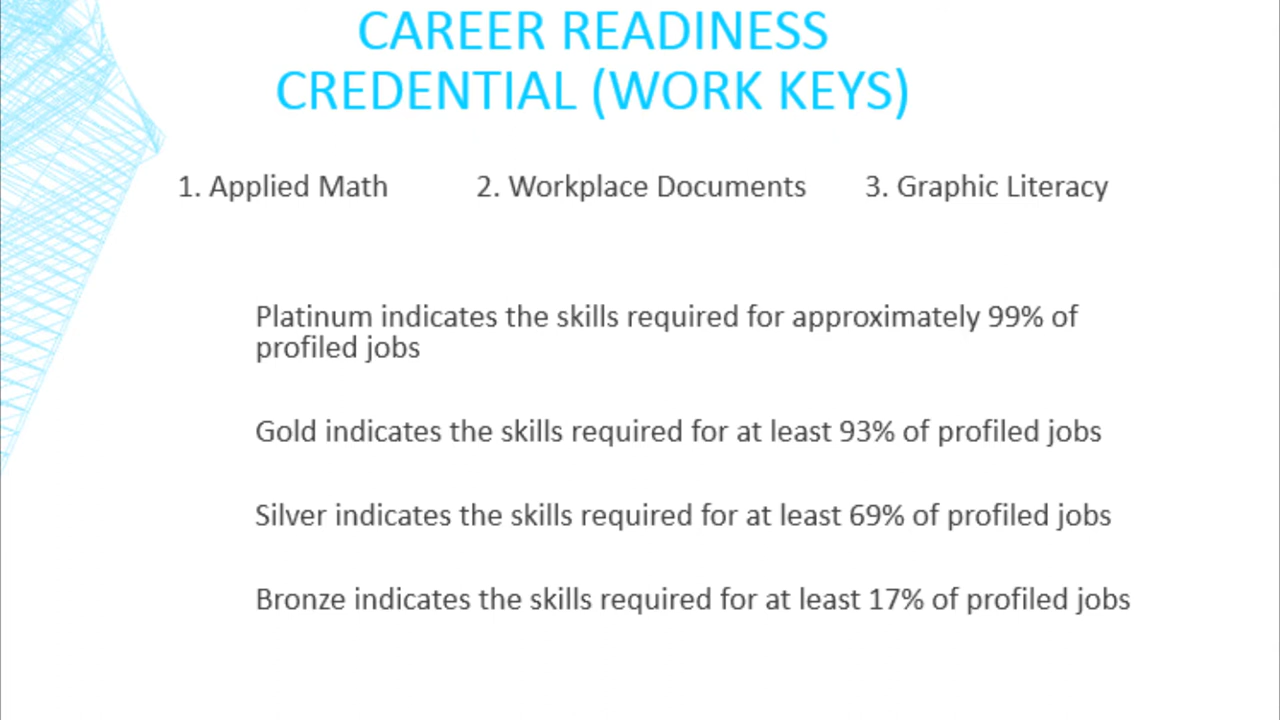 CAREER READINESS
CREDENTIAL (WORK KEYS)
1. Applied Math 2. Workplace Documents 3. Graphic Literacy
Platinum indicates the skills required for approximately 99% of
profiled jobs
Gold indicates the skills required for at least 93% of profiled jobs
Silver indicates the skills required for at least 69% of profiled jobs
Bronze indicates the skills required for at least 17% of profiled jobs